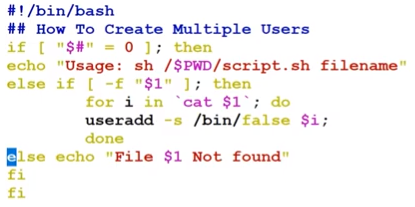 #!/bin/bash
## How To Create Multiple Users
if [ "$#" = 0 ]; then
echo "Usage: sh /$PWD/script.sh filename"
else if [ -f "$1" ]; then
        for i in `cat $1`; do
        useradd -s /bin/false $i;
        done
else echo "File $1 Not found"
fi
fi